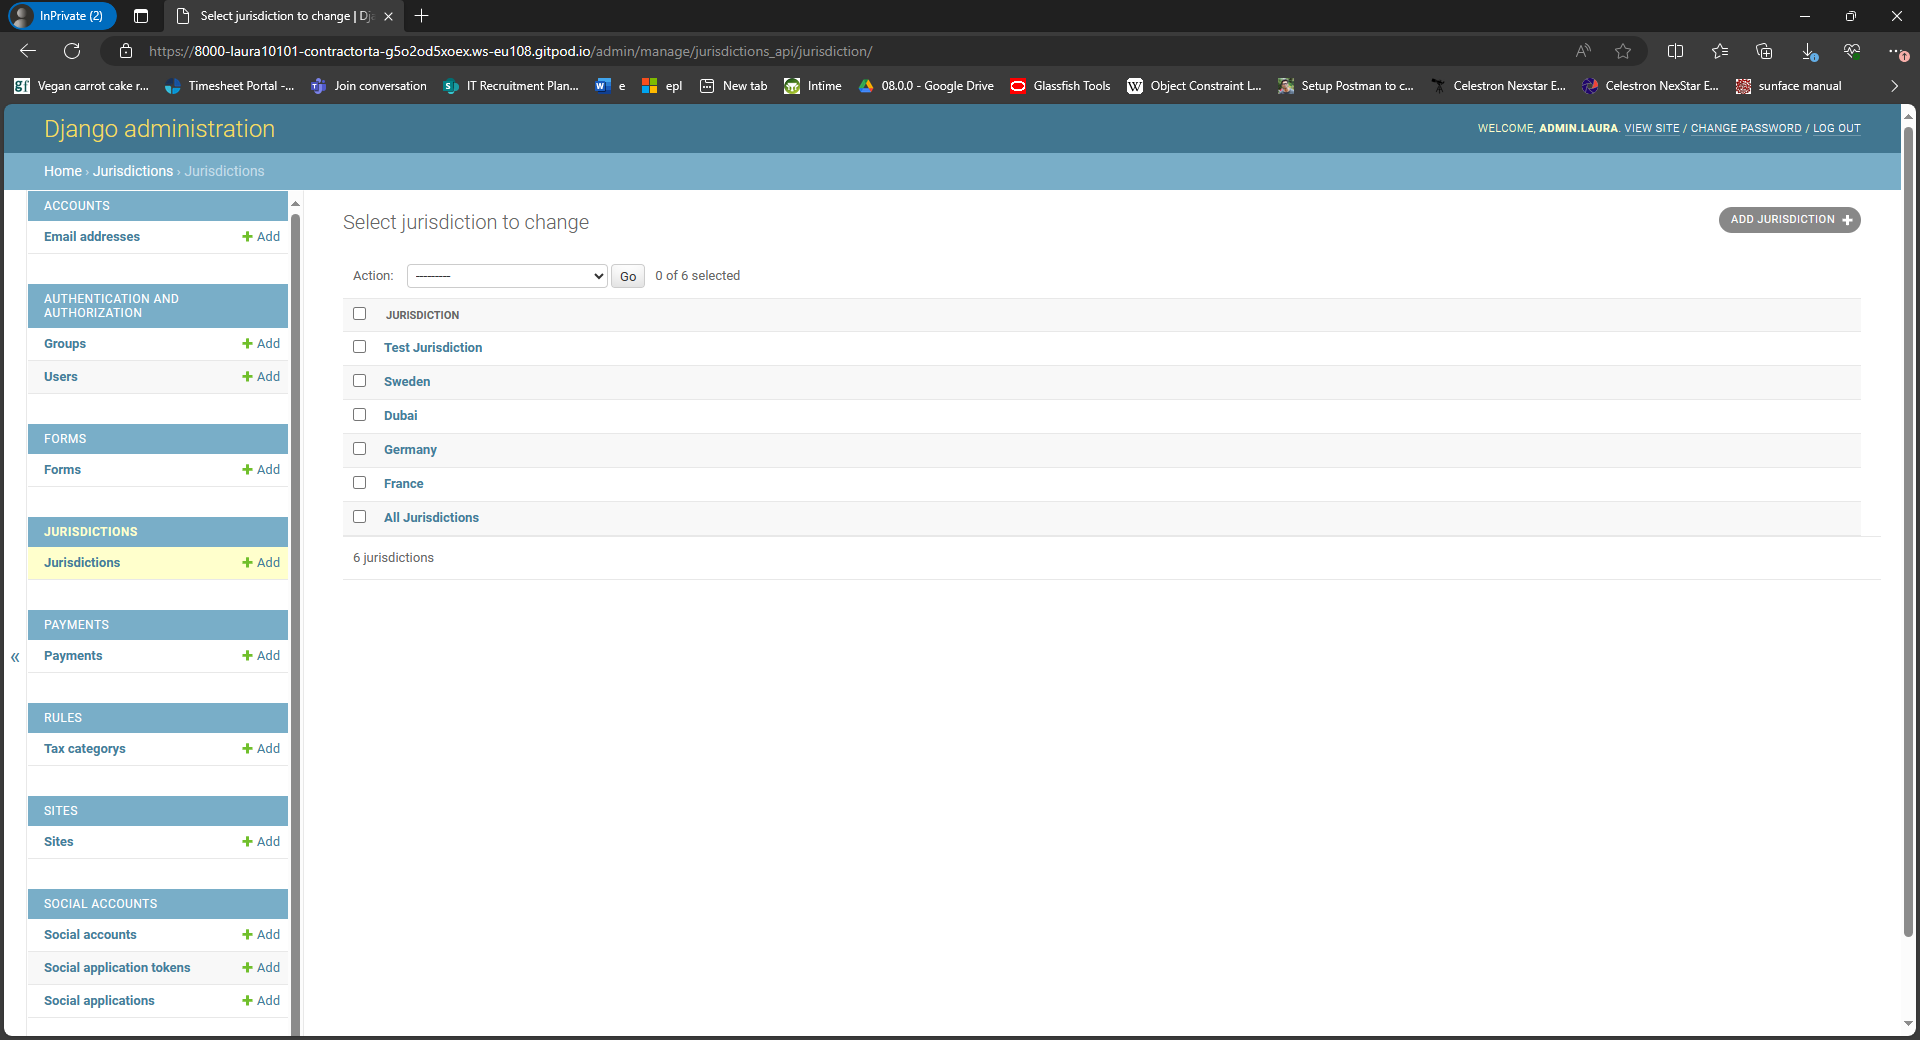 InPrivate (2)
Select jurisdiction to change | Dj
https://8000-laura10101-contractorta-g5o2od5xoex.ws-eu108.gitpod.io/admin/manage/jurisdictions_api/jurisdiction/
gf Vegan carrot cake r... Timesheet Portal -... Join conversation IT Recruitment Plan... e epl New tab Intime 08.0.0 - Google Drive Glassfish Tools Object Constraint L... Setup Postman to c... Celestron Nexstar E... Celestron NexStar E... sunface manual
Django administration
WELCOME, ADMIN.LAURA. VIEW SITE / CHANGE PASSWORD / LOG OUT
Home › Jurisdictions › Jurisdictions
ACCOUNTS
Email addresses + Add
AUTHENTICATION AND
AUTHORIZATION
Groups + Add
Users + Add
FORMS
Forms + Add
JURISDICTIONS
Jurisdictions + Add
PAYMENTS
Payments + Add
RULES
Tax categorys + Add
SITES
Sites + Add
SOCIAL ACCOUNTS
Social accounts + Add
Social application tokens + Add
Social applications + Add
«
Select jurisdiction to change
ADD JURISDICTION +
Action: --------- Go 0 of 6 selected
JURISDICTION
Test Jurisdiction
Sweden
Dubai
Germany
France
All Jurisdictions
6 jurisdictions